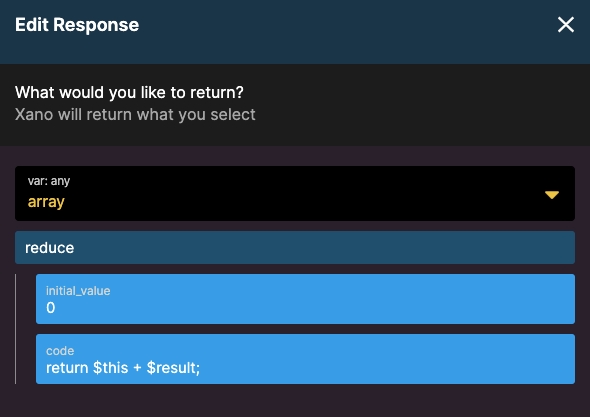 Edit Response
What would you like to return?
Xano will return what you select
var: any
array
reduce
initial_value
0
code
return $this + $result;